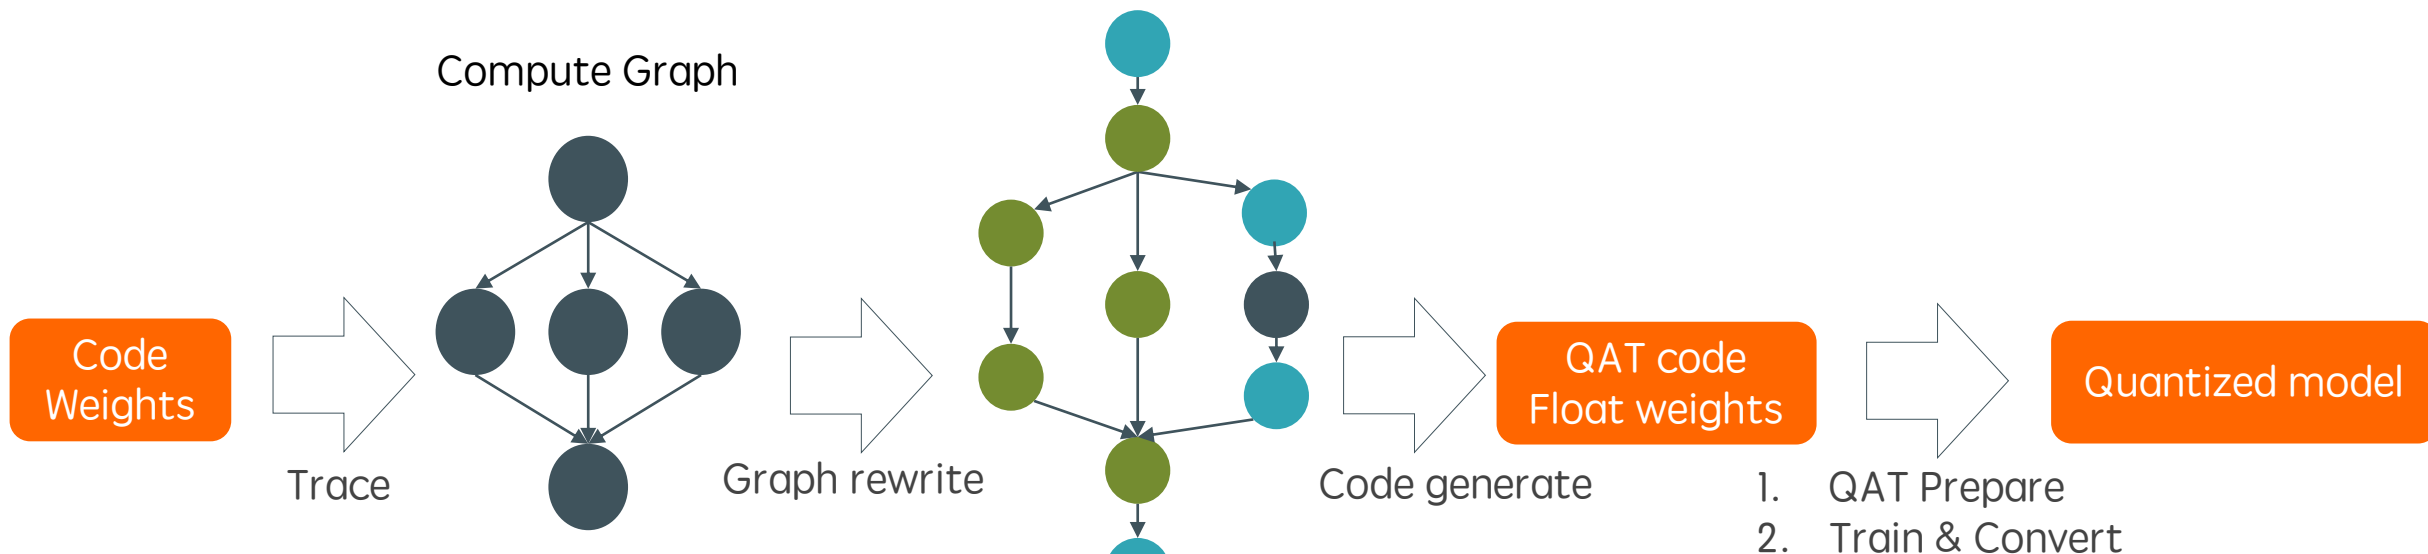 Compute Graph
Code
Weights
Trace
Graph rewrite
Code generate
QAT code
Float weights
1. QAT Prepare
2. Train & Convert
Quantized model